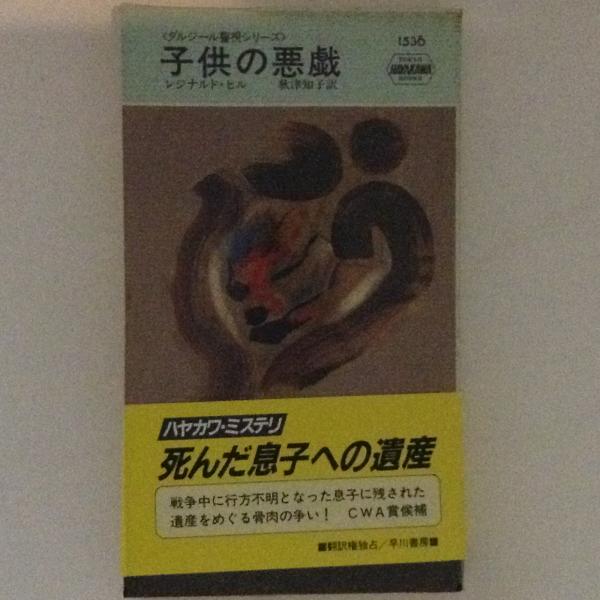 〈ダルジール警視シリーズ〉
子供の悪戯
レジナルド・ヒル 秋津知子訳
1536
HAYAKAWA
ハヤカワ・ミステリ
死んだ息子への遺産
戦争中に行方不明となった息子に残された
遺産をめぐる骨肉の争い! CWA賞候補
■翻訳権独占/早川書房■